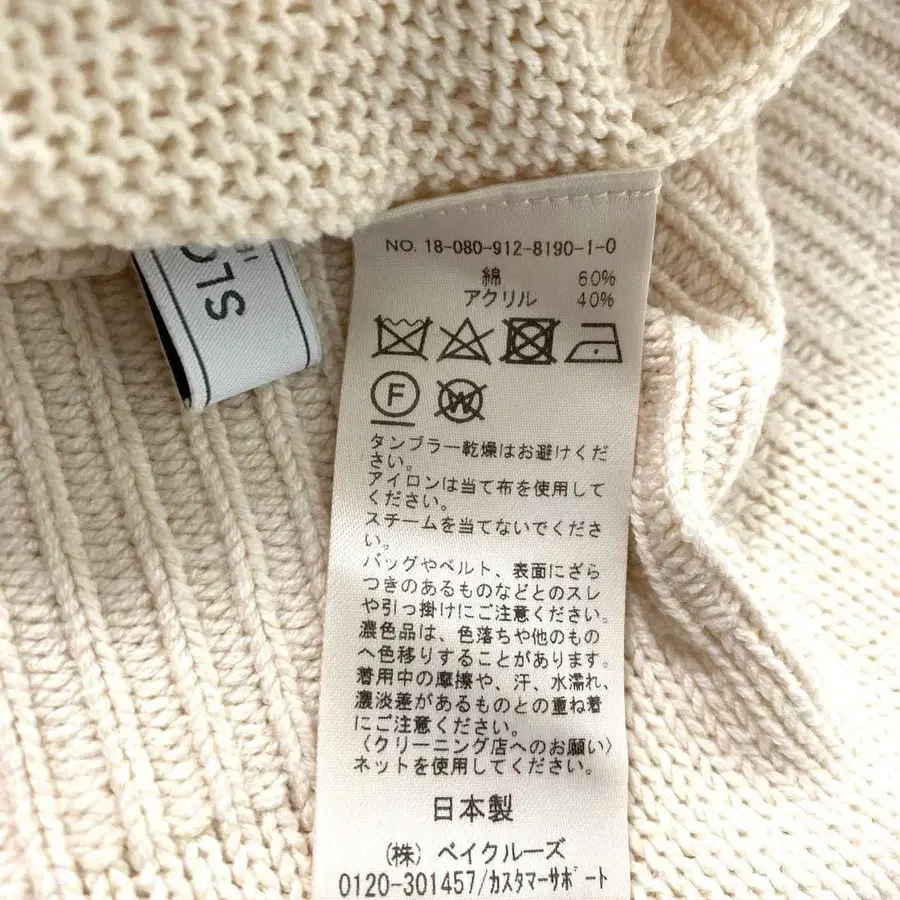 NO. 18-080-912-8190-1-0
綿 60%
アクリル 40%
F
W
タンブラー乾燥はお避けくだ
さい。
アイロンは当て布を使用して
ください。
スチームを当てないでくださ
い。
バッグやベルト、表面にざら
つきのあるものなどとのスレ
や引っ掛けにご注意ください。
濃色品は、色落ちや他のもの
へ色移りすることがあります。
着用中の摩擦や、汗、水濡れ、
濃淡差があるものとの重ね着
にご注意ください。
〈クリーニング店へのお願い〉
ネットを使用してください。
日本製
(株) ベイクルーズ
0120-301457/カスタマーサポート